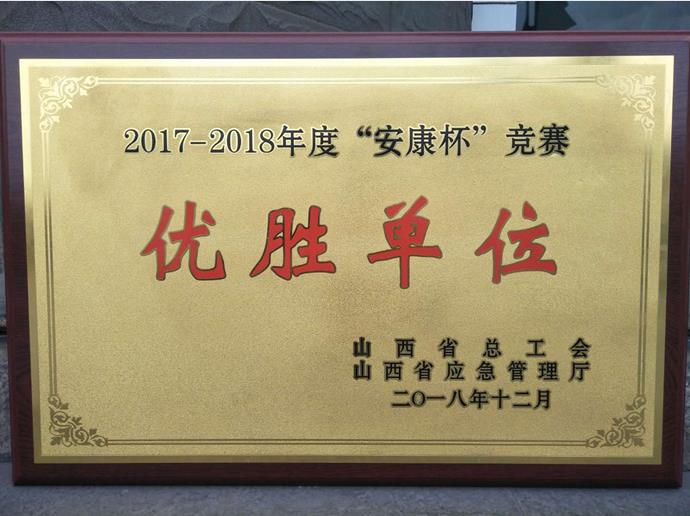 2017-2018年度“安康杯”竞赛
优胜单位
山西省总工会
山西省应急管理厅
二〇一八年十二月